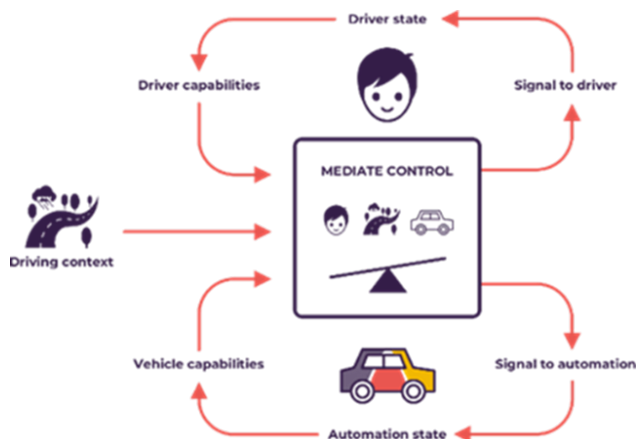 Driver state
Driver capabilities
Signal to driver
MEDIATE CONTROL
Driving context
Vehicle capabilities
Signal to automation
Automation state